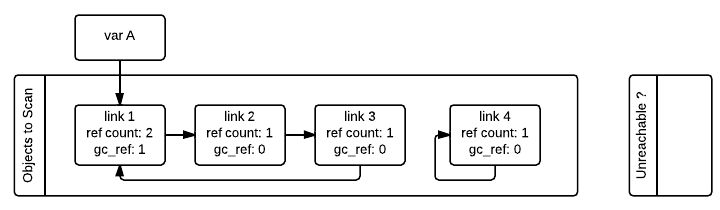 var A
Objects to Scan
link 1
ref count: 2
gc_ref: 1
link 2
ref count: 1
gc_ref: 0
link 3
ref count: 1
gc_ref: 0
link 4
ref count: 1
gc_ref: 0
Unreachable ?